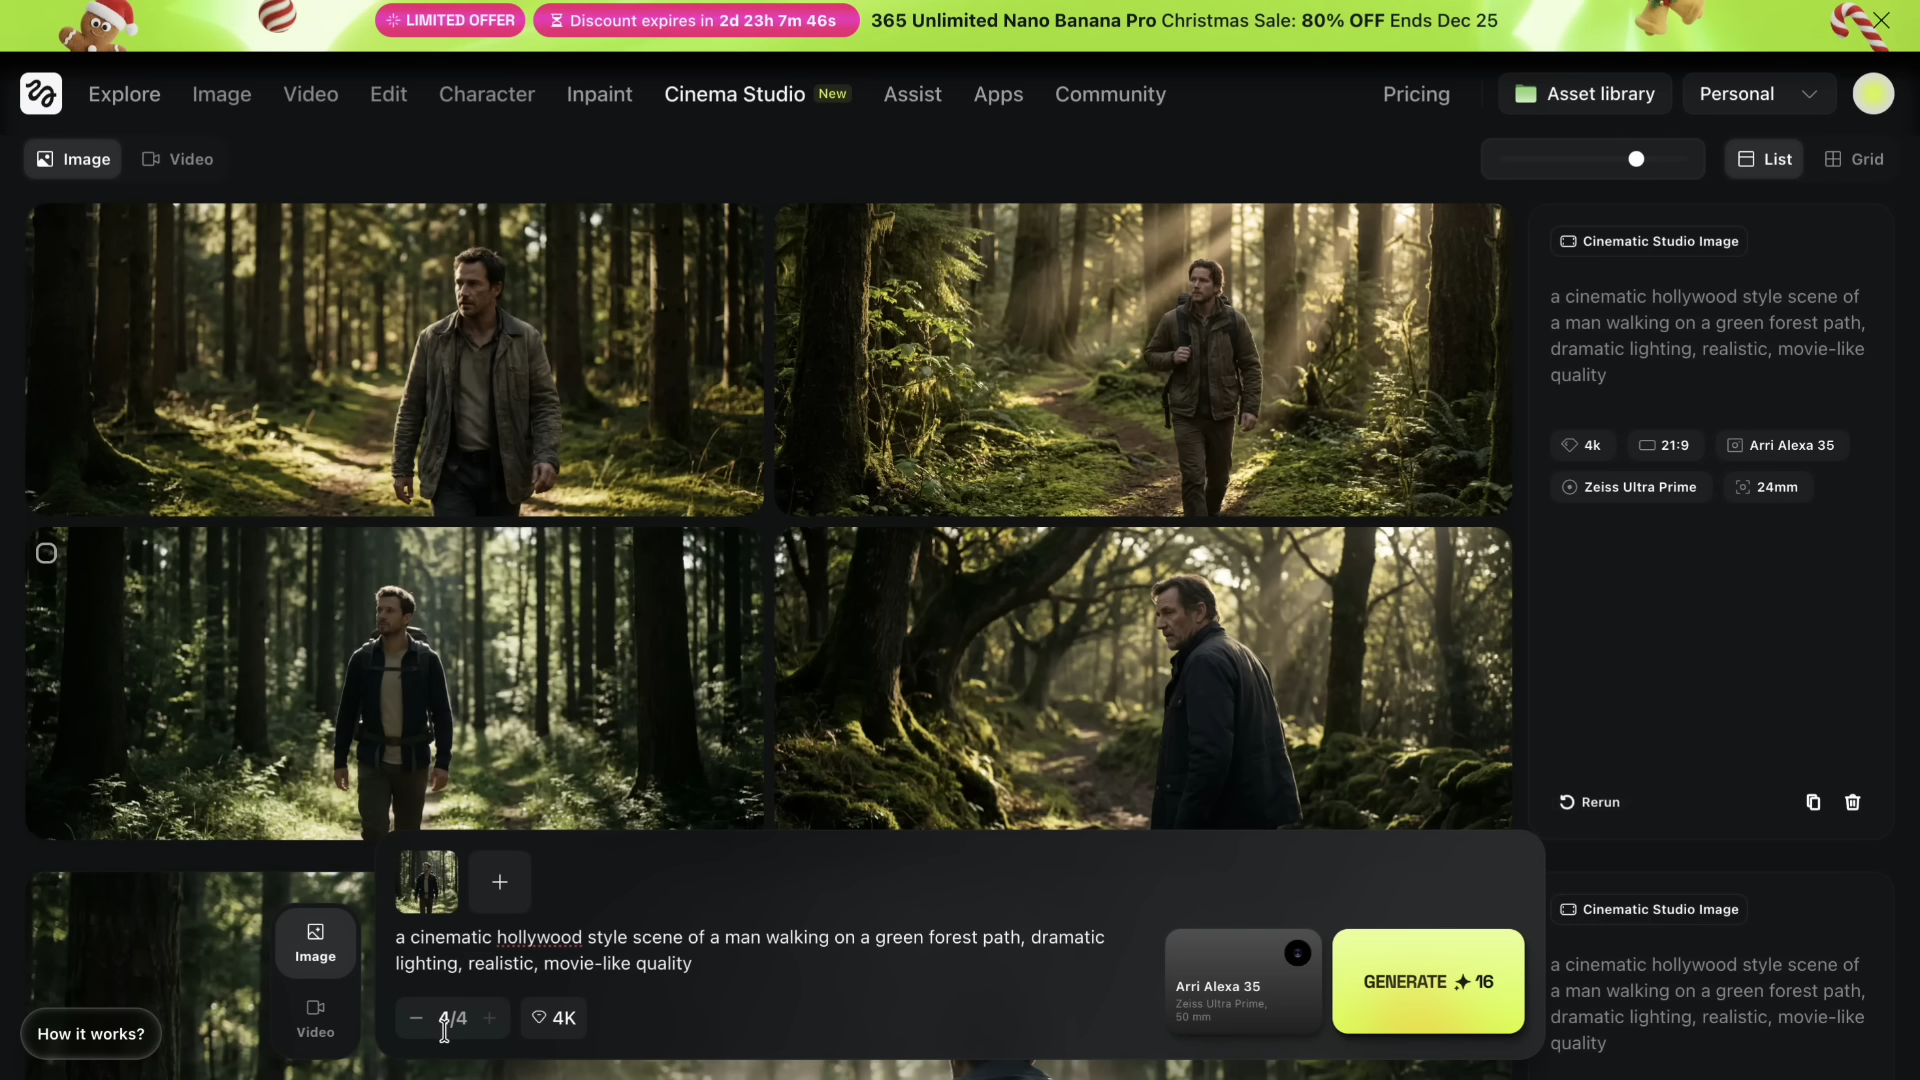 LIMITED OFFER
Discount expires in 2d 23h 7m 46s
365 Unlimited Nano Banana Pro Christmas Sale: 80% OFF Ends Dec 25
Explore
Image
Video
Edit
Character
Inpaint
Cinema Studio New
Assist
Apps
Community
Pricing
Asset library
Personal
Image
Video
List
Grid
Cinematic Studio Image
a cinematic hollywood style scene of
a man walking on a green forest path,
dramatic lighting, realistic, movie-like
quality
4k
21:9
Arri Alexa 35
Zeiss Ultra Prime
24mm
Rerun
Image
Video
How it works?
a cinematic hollywood style scene of a man walking on a green forest path, dramatic
lighting, realistic, movie-like quality
4/4
4K
Arri Alexa 35
Zeiss Ultra Prime,
50 mm
GENERATE 16
Cinematic Studio Image
a cinematic hollywood style scene of
a man walking on a green forest path,
dramatic lighting, realistic, movie-like
quality